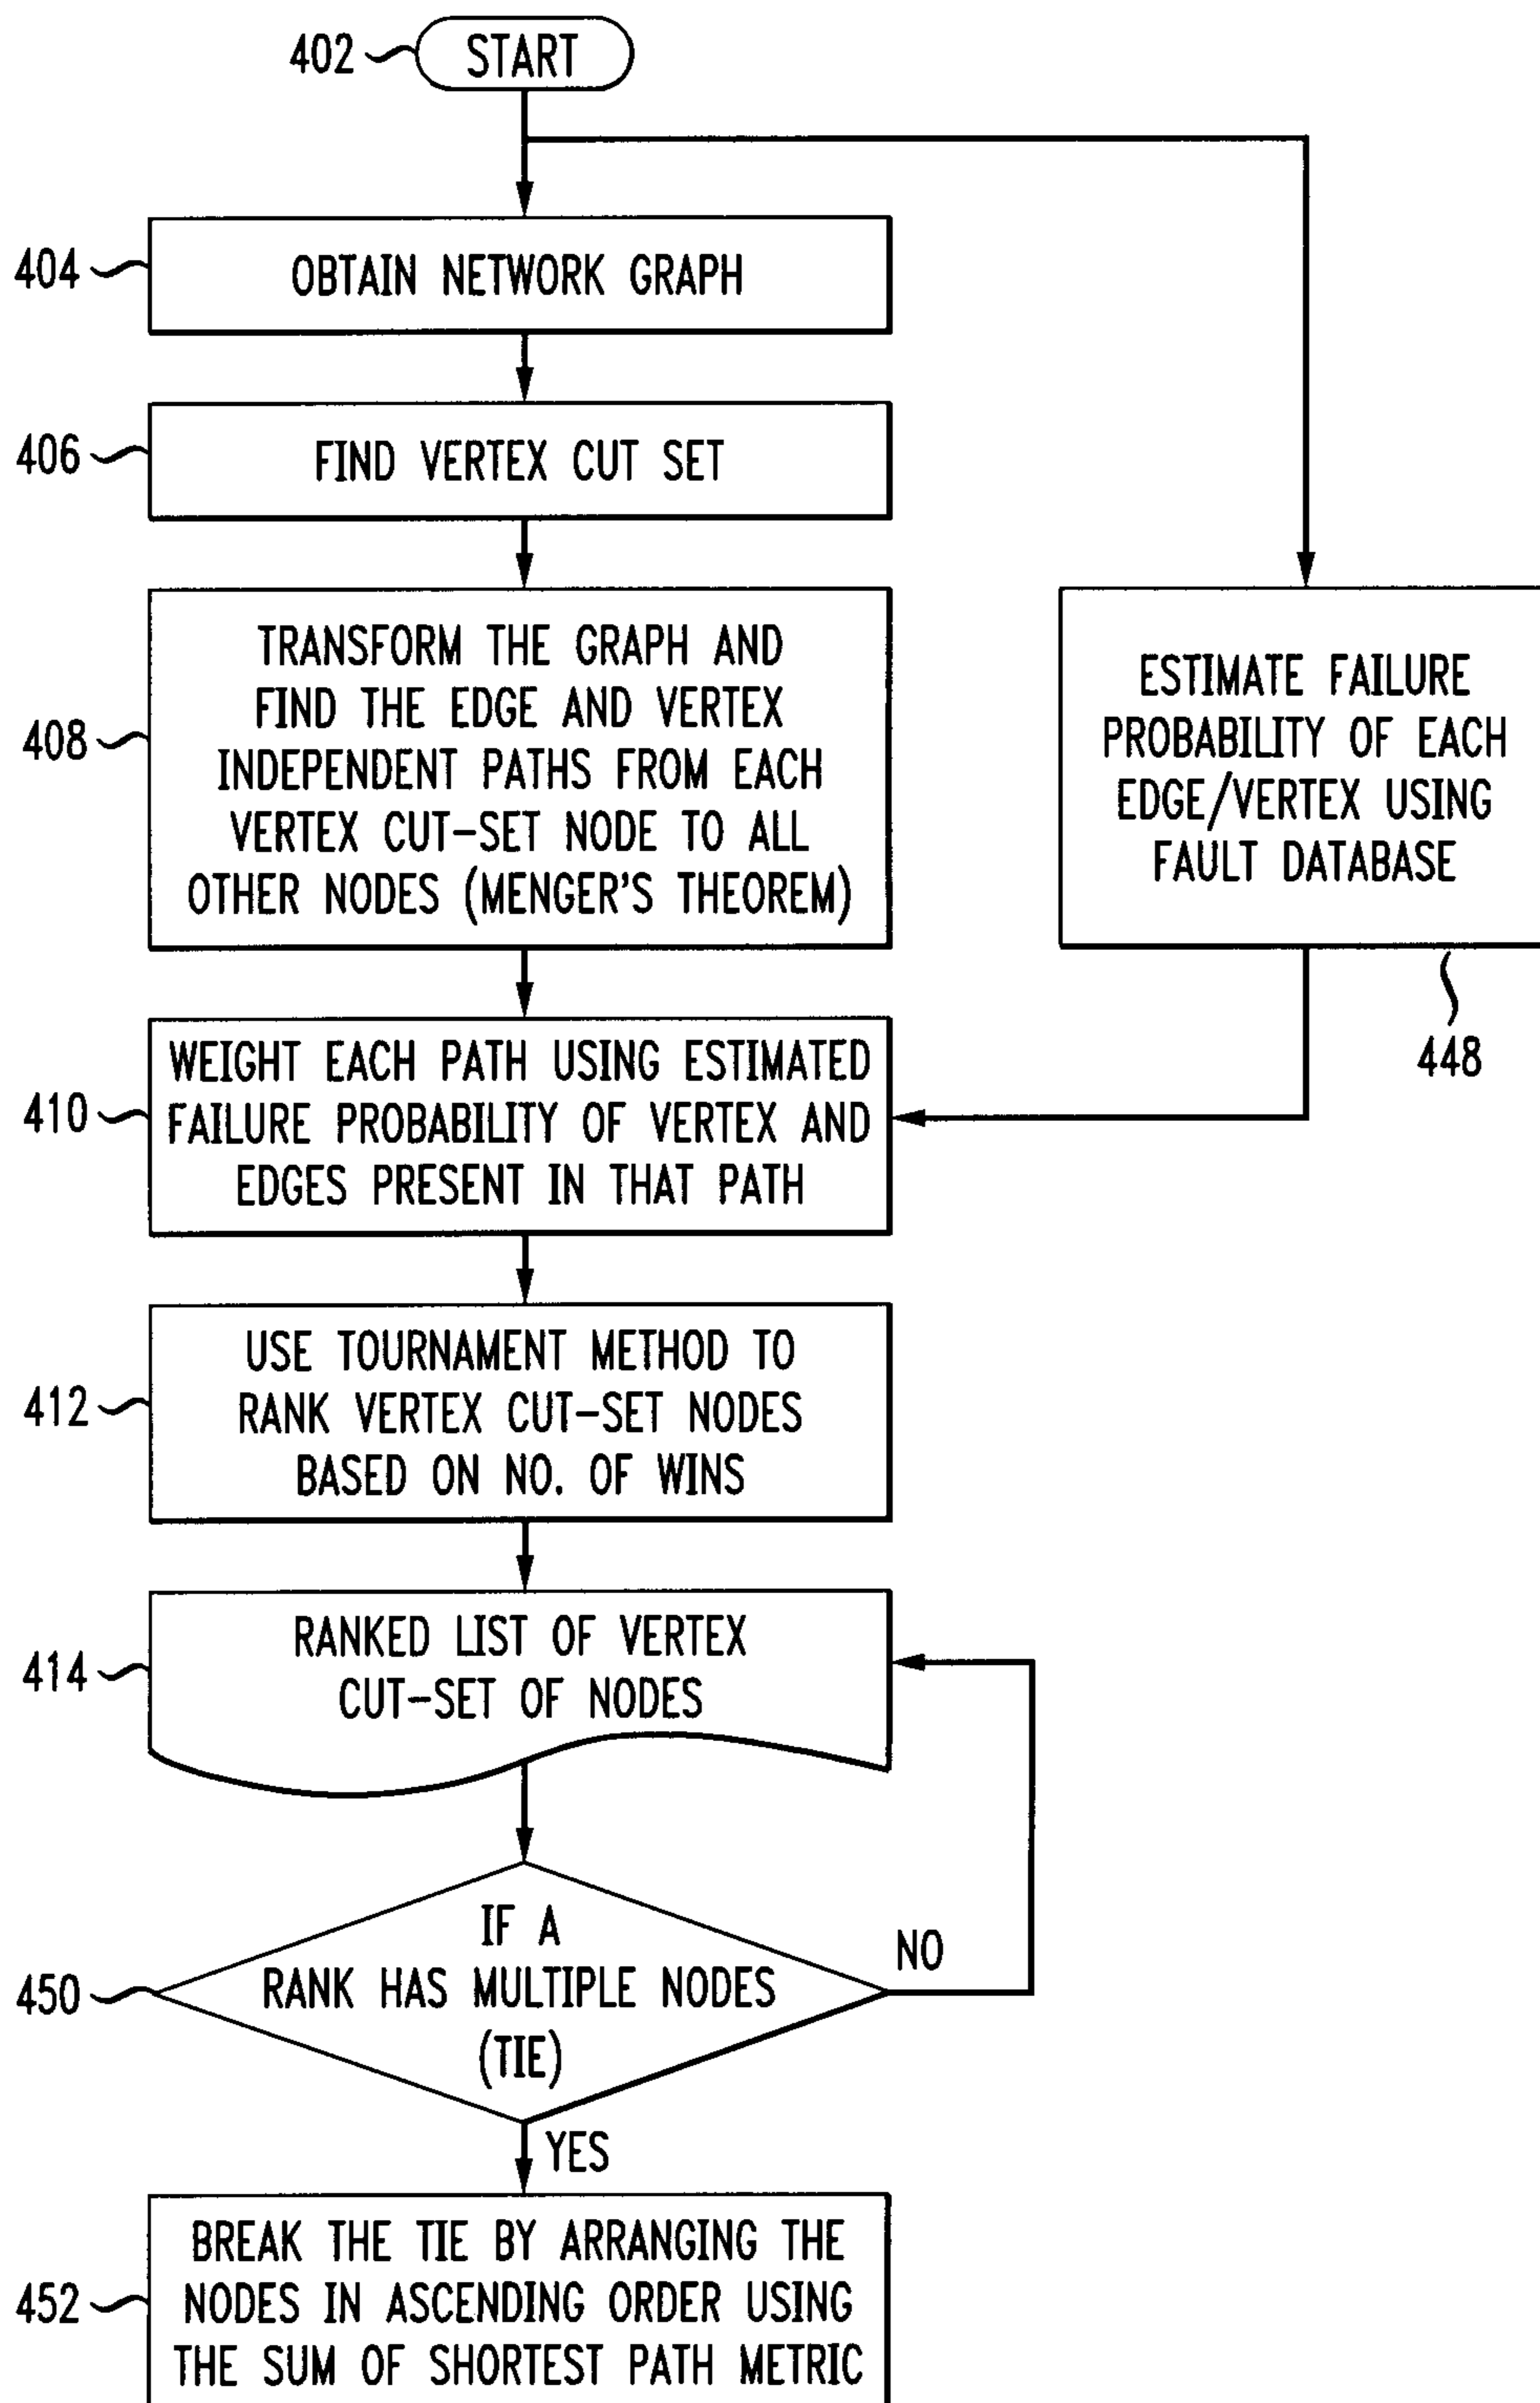 402
START
404
OBTAIN NETWORK GRAPH
406
FIND VERTEX CUT SET
408
TRANSFORM THE GRAPH AND
FIND THE EDGE AND VERTEX
INDEPENDENT PATHS FROM EACH
VERTEX CUT-SET NODE TO ALL
OTHER NODES (MENGER'S THEOREM)
ESTIMATE FAILURE
PROBABILITY OF EACH
EDGE/VERTEX USING
FAULT DATABASE
448
410
WEIGHT EACH PATH USING ESTIMATED
FAILURE PROBABILITY OF VERTEX AND
EDGES PRESENT IN THAT PATH
412
USE TOURNAMENT METHOD TO
RANK VERTEX CUT-SET NODES
BASED ON NO. OF WINS
414
RANKED LIST OF VERTEX
CUT-SET OF NODES
450
IF A
RANK HAS MULTIPLE NODES
(TIE)
NO
YES
452
BREAK THE TIE BY ARRANGING THE
NODES IN ASCENDING ORDER USING
THE SUM OF SHORTEST PATH METRIC